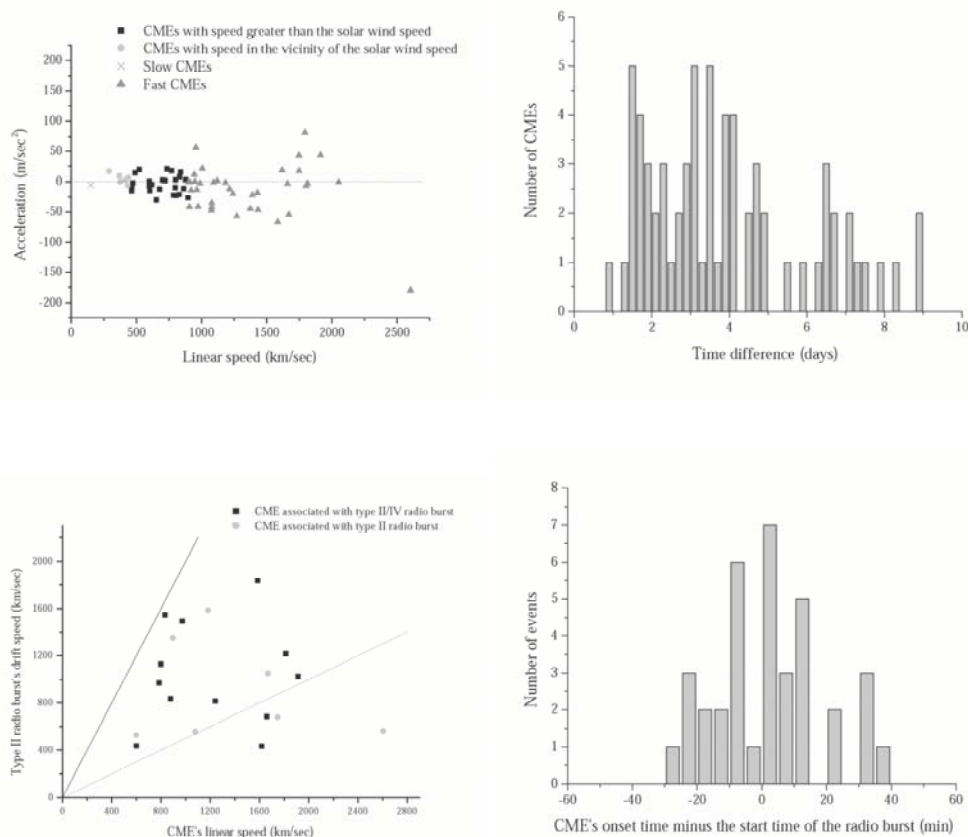 CMEs with speed greater than the solar wind speed
CMEs with speed in the vicinity of the solar wind speed
Slow CMEs
Fast CMEs
200
150
100
50
0
-50
-100
-150
-200
Acceleration (m/sec²)
0 500 1000 1500 2000 2500
Linear speed (km/sec)
6
5
4
3
2
1
0
Number of CMEs
0 2 4 6 8 10
Time difference (days)
CME associated with type II/IV radio burst
CME associated with type II radio burst
2000
1600
1200
800
400
0
Type II radio burst's drift speed (km/sec)
0 400 800 1200 1600 2000 2400 2800
CME's linear speed (km/sec)
8
7
6
5
4
3
2
1
0
Number of events
-60 -40 -20 0 20 40 60
CME's onset time minus the start time of the radio burst (min)